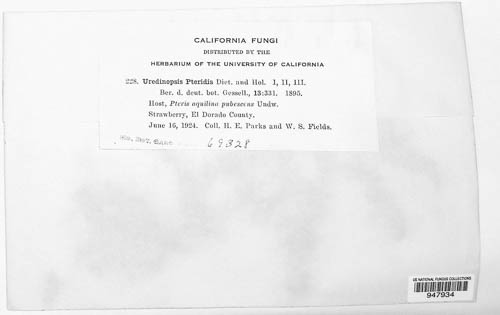 CALIFORNIA FUNGI
DISTRIBUTED BY THE
HERBARIUM OF THE UNIVERSITY OF CALIFORNIA
228. Uredinopsis Pteridis Diet. and Hol. I, II, III.
Ber. d. deut. bot. Gesell., 13:331. 1895.
Host, Pteris aquilina pubescens Undw.
Strawberry, El Dorado County.
June 16, 1924. Coll. H. E. Parks and W. S. Fields.
69328
US NATIONAL FUNGUS COLLECTIONS
947934